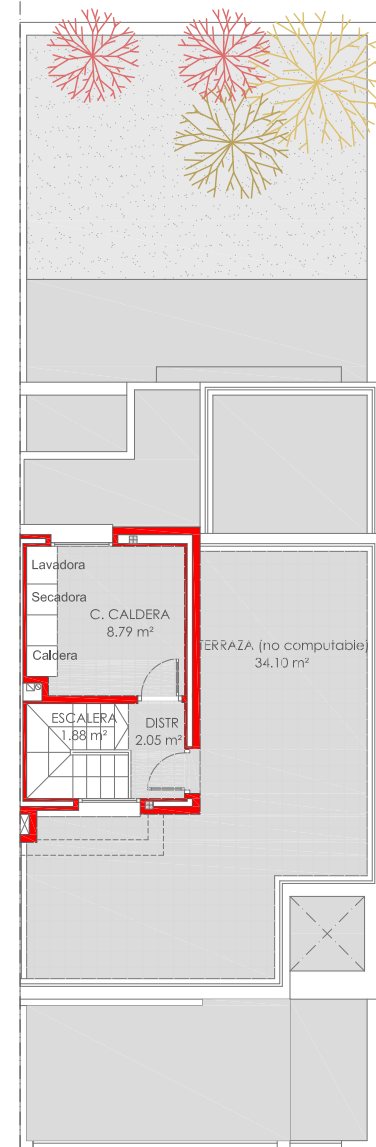 Lavadora
Secadora
C. CALDERA
8.79 m²
Caldera
TERRAZA (no computable)
34.10 m²
ESCALERA
1.88 m²
DISTR
2.05 m²